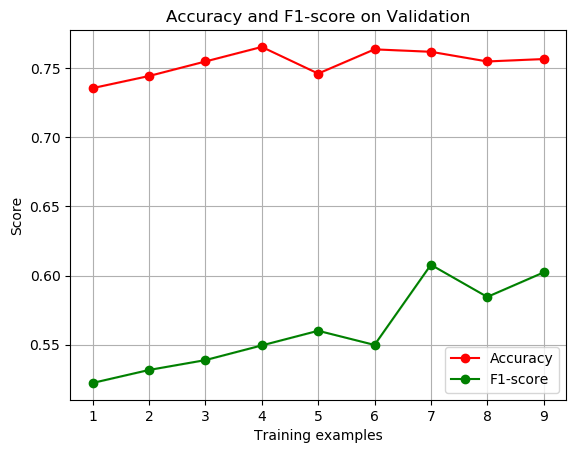 Accuracy and F1-score on Validation
0.75
0.70
0.65
0.60
0.55
Score
Accuracy
F1-score
1 2 3 4 5 6 7 8 9
Training examples